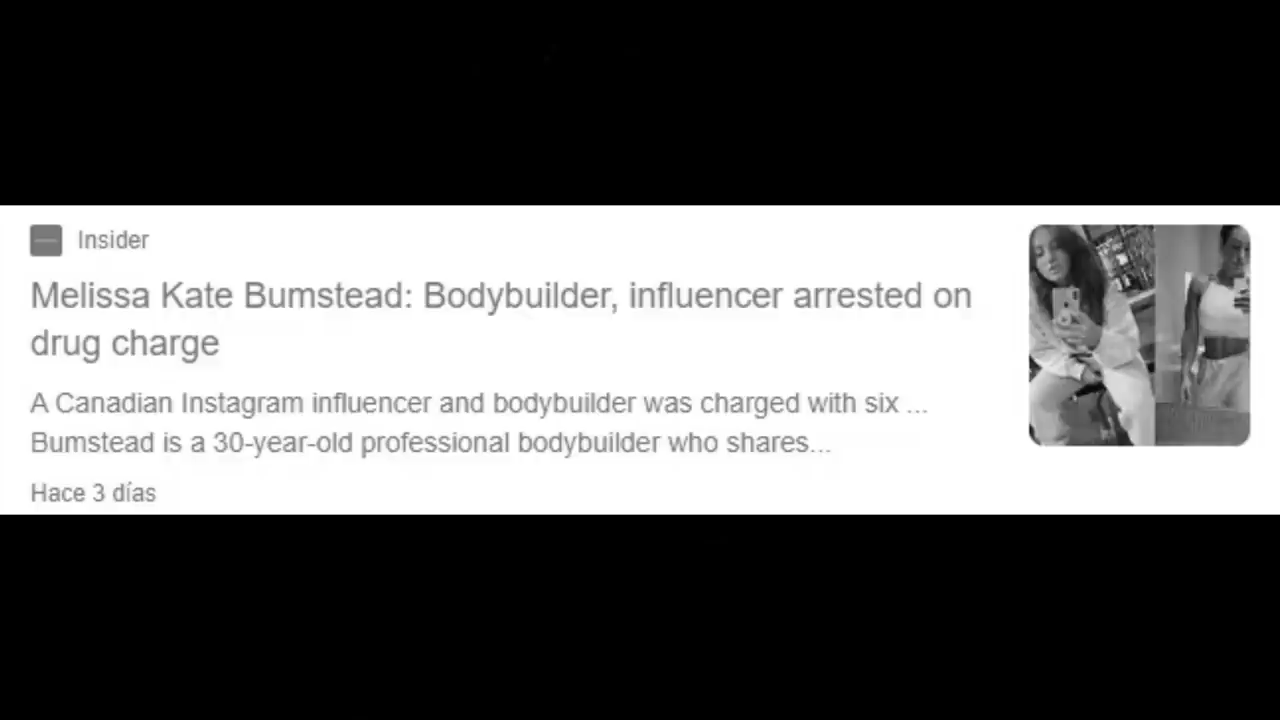 Insider
Melissa Kate Bumstead: Bodybuilder, influencer arrested on
drug charge
A Canadian Instagram influencer and bodybuilder was charged with six ...
Bumstead is a 30-year-old professional bodybuilder who shares...
Hace 3 días